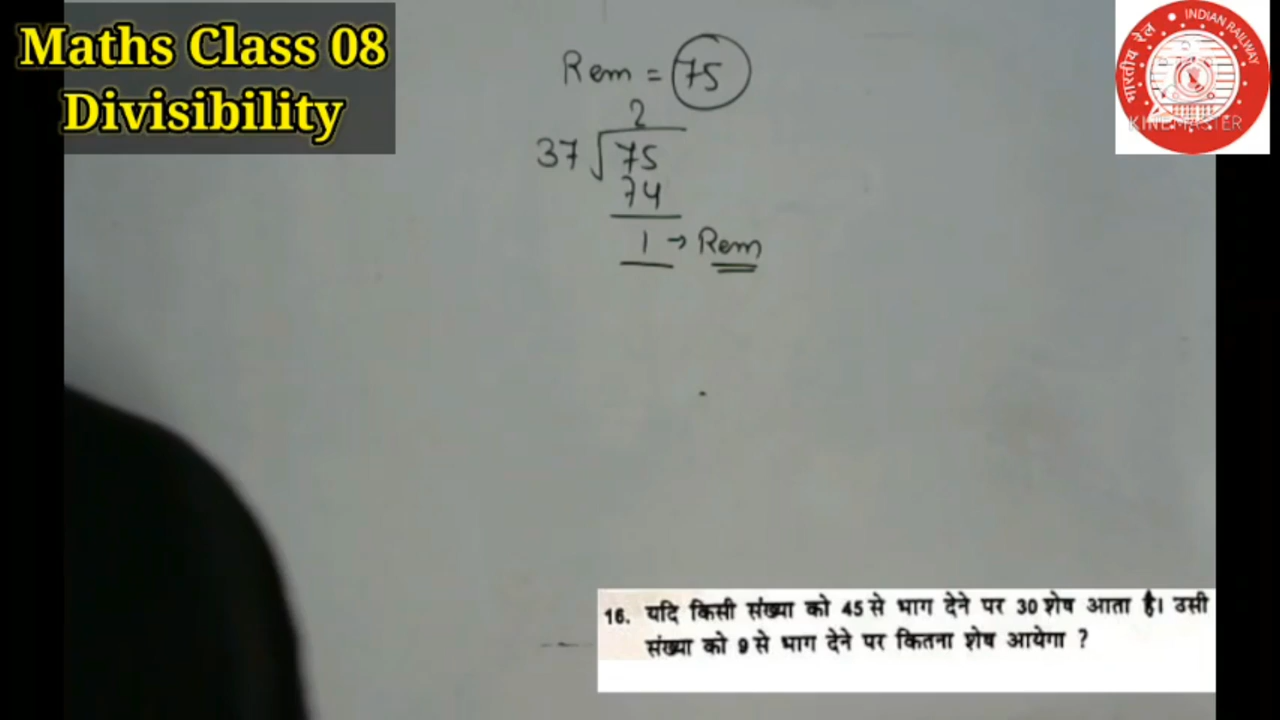 Maths Class 08
Divisibility
Rem = 75
2
37 75
74
1 → Rem
भारतीय रेल INDIAN RAILWAY
KINEMASTER
16. यदि किसी संख्या को 45 से भाग देने पर 30 शेष आता है। उसी
संख्या को 9 से भाग देने पर कितना शेष आयेगा ?